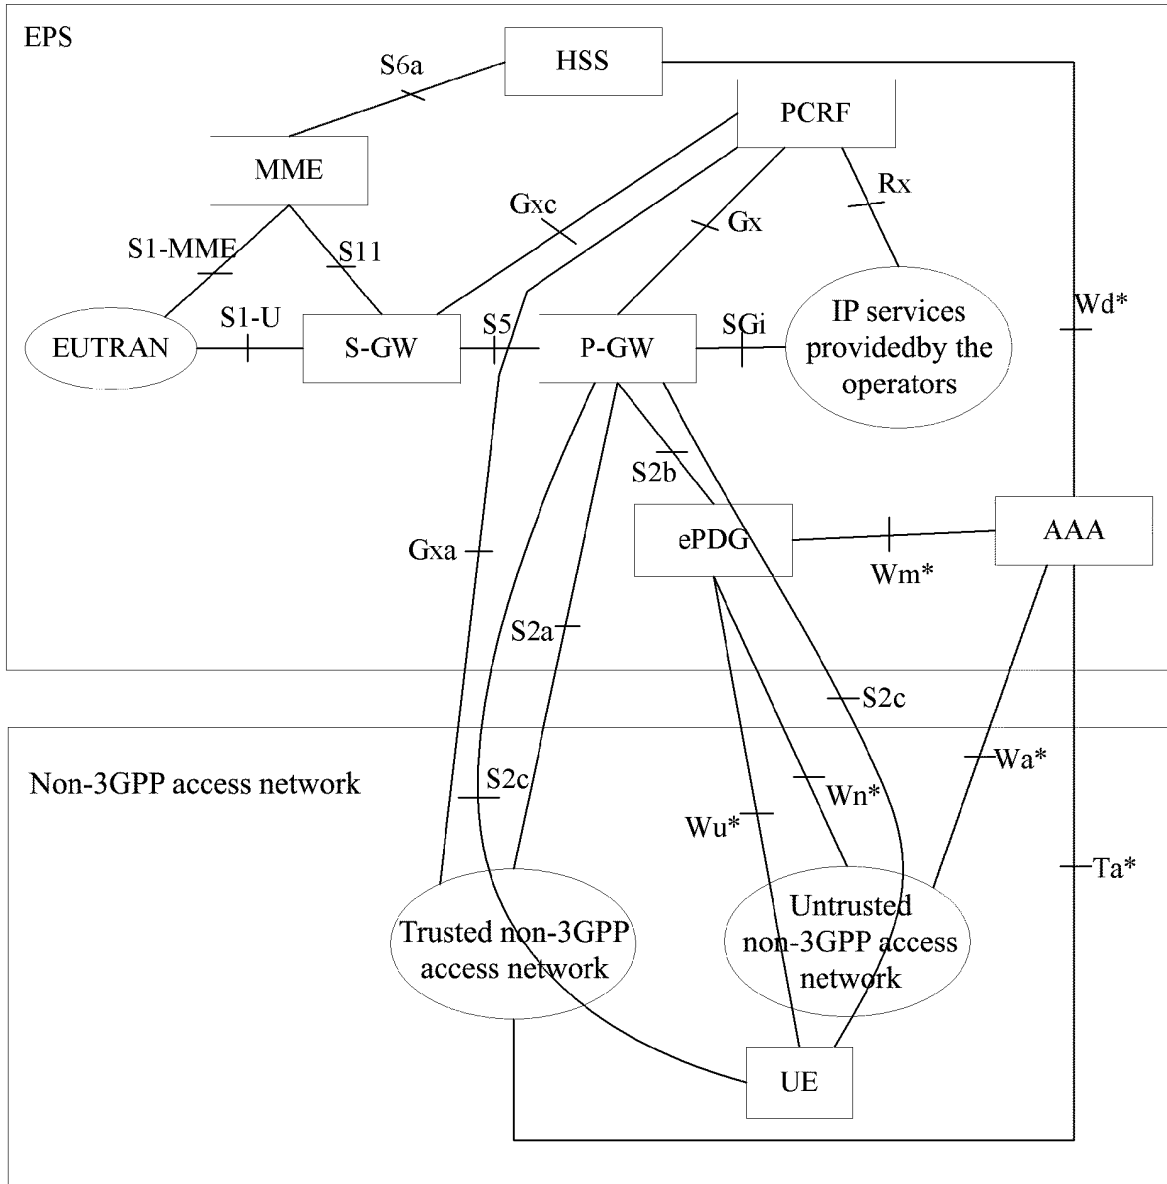 EPS
HSS
S6a
PCRF
MME
Gxc
Gx
Rx
S1-MME
S11
Wd*
S1-U
S5
SGi
EUTRAN
S-GW
P-GW
IP services
providedby the
operators
S2b
ePDG
AAA
Gxa
Wm*
S2a
S2c
Non-3GPP access network
S2c
Wa*
Wn*
Wu*
Ta*
Trusted non-3GPP
access network
Untrusted
non-3GPP access
network
UE